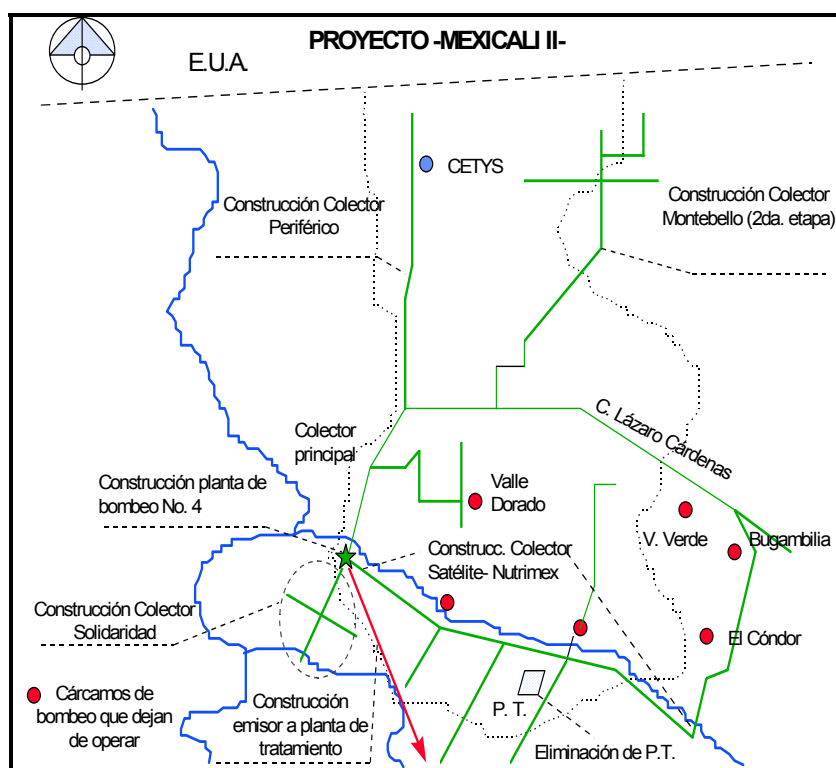 PROYECTO -MEXICALI II-
E.U.A.
CETYS
Construcción Colector
Periférico
Construcción Colector
Montebello (2da. etapa)
C. Lázaro Cárdenas
Colector
principal
Valle
Dorado
Construcción planta de
bombeo No. 4
V. Verde
Bugambilia
Construcc. Colector
Satélite- Nutrimex
Construcción Colector
Solidaridad
El Cóndor
Cárcamos de
bombeo que dejan
de operar
Construcción
emisor a planta de
tratamiento
P. T.
Eliminación de P.T.